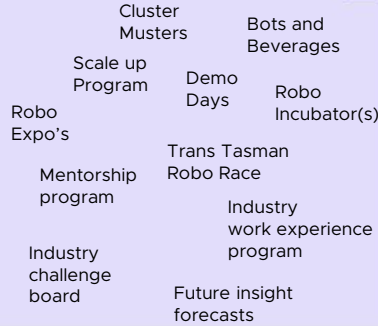 Cluster
Musters
Bots and
Beverages
Scale up
Program
Demo
Days
Robo
Incubator(s)
Robo
Expo's
Trans Tasman
Robo Race
Mentorship
program
Industry
work experience
program
Industry
challenge
board
Future insight
forecasts